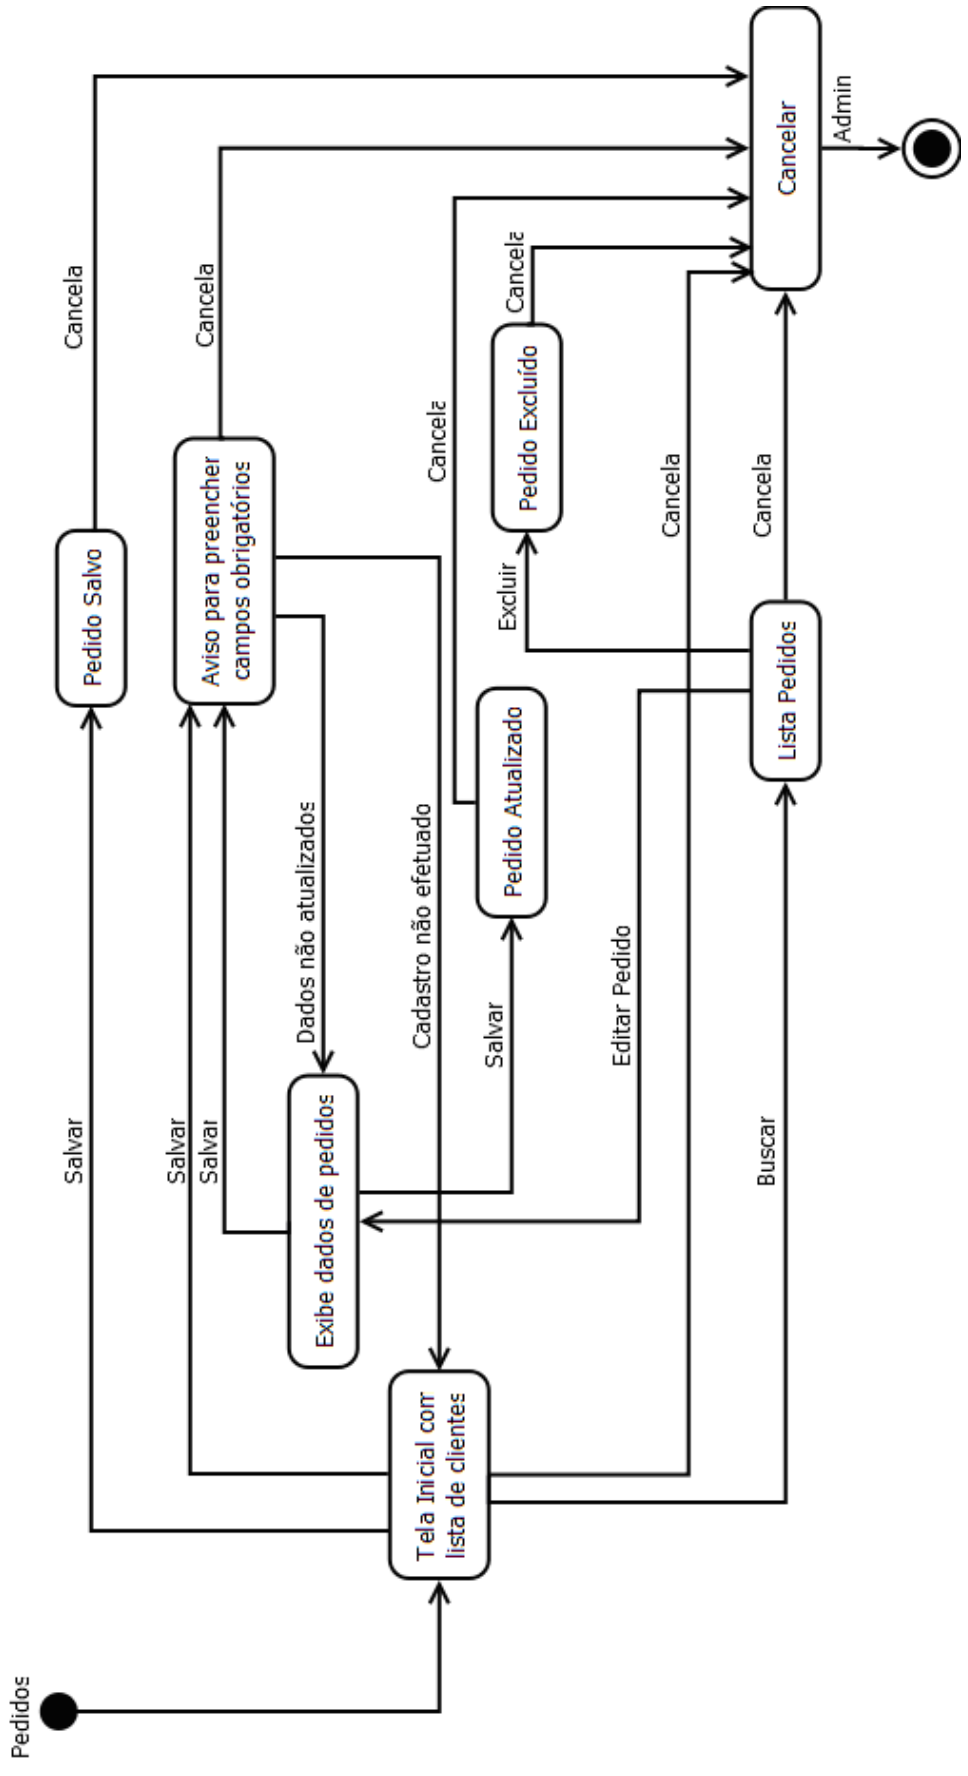 Pedidos
Salvar
Cancela
Pedido Salvo
Salvar
Salvar
Cancela
Aviso para preencher
campos obrigatórios
Dados não atualizados
Exibe dados de pedidos
Cadastro não efetuado
Cancela
Tela Inicial com
lista de clientes
Salvar
Pedido Atualizado
Excluir
Pedido Excluído
Cancela
Editar Pedido
Cancela
Buscar
Cancela
Lista Pedidos
Cancelar
Admin